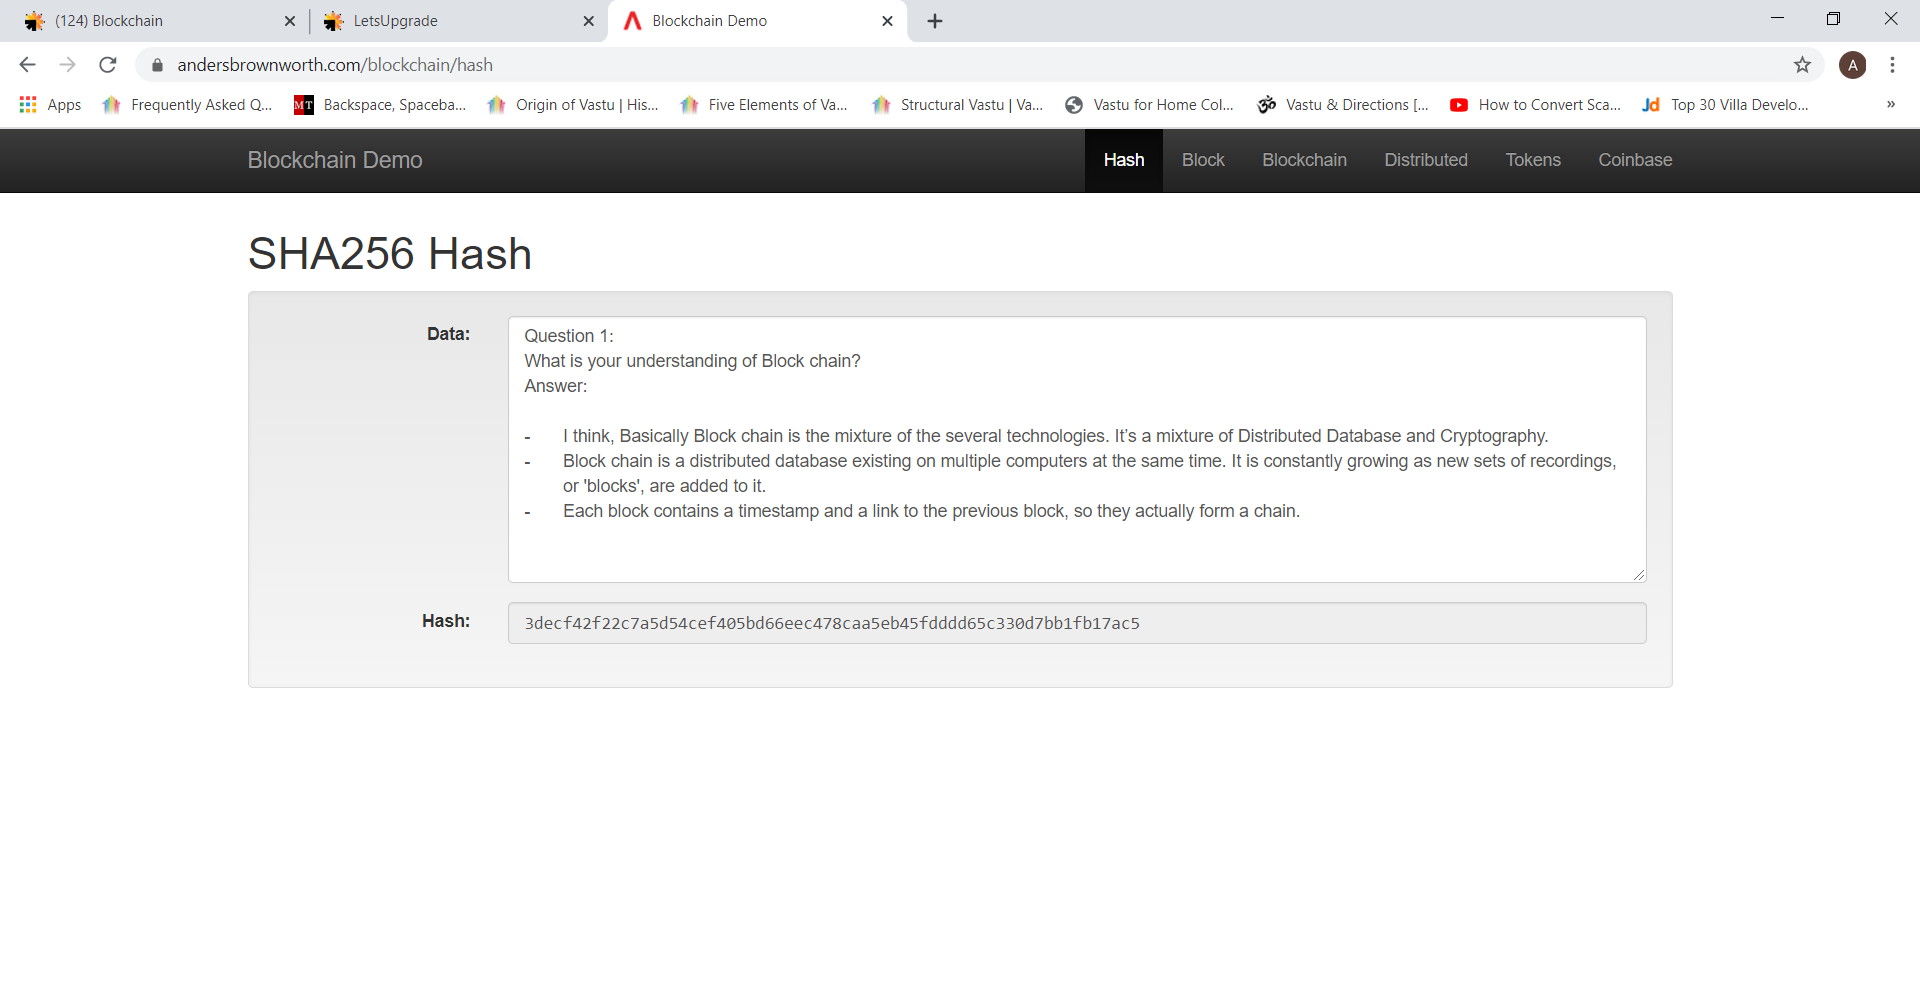 (124) Blockchain
LetsUpgrade
Blockchain Demo
andersbrownworth.com/blockchain/hash
A
Apps
Frequently Asked Q...
MT
Backspace, Spaceba...
Origin of Vastu | His...
Five Elements of Va...
Structural Vastu | Va...
Vastu for Home Col...
ॐ
Vastu & Directions [...
How to Convert Sca...
Jd
Top 30 Villa Develo...
»
Blockchain Demo
Hash
Block
Blockchain
Distributed
Tokens
Coinbase
SHA256 Hash
Data:
Question 1:
What is your understanding of Block chain?
Answer:
- I think, Basically Block chain is the mixture of the several technologies. It’s a mixture of Distributed Database and Cryptography.
- Block chain is a distributed database existing on multiple computers at the same time. It is constantly growing as new sets of recordings,
or 'blocks', are added to it.
- Each block contains a timestamp and a link to the previous block, so they actually form a chain.
Hash:
3decf42f22c7a5d54cef405bd66eec478caa5eb45fdddd65c330d7bb1fb17ac5